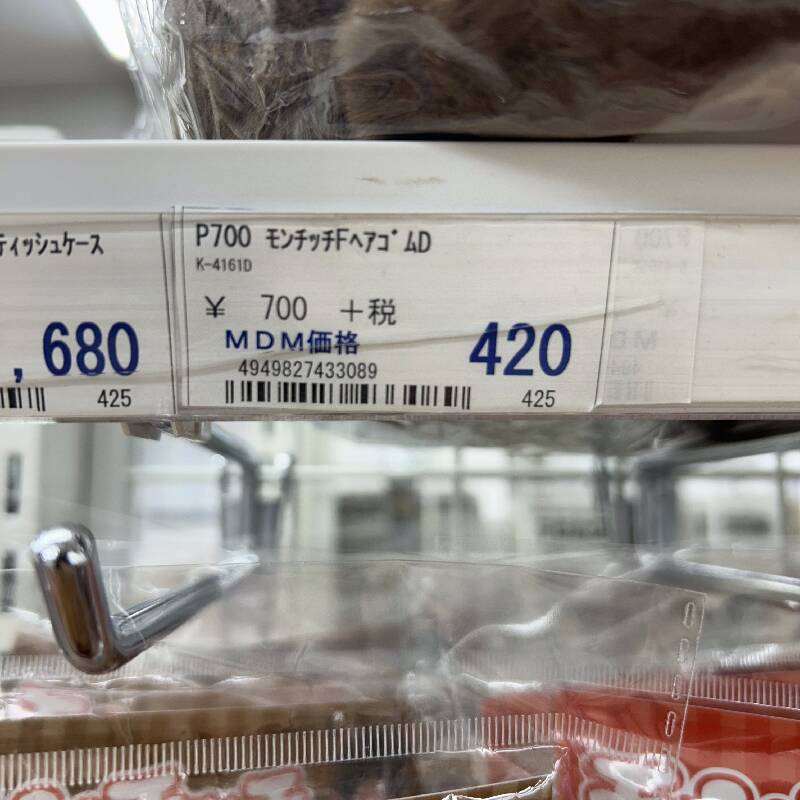 ティッシュケース
,680
425
P700 モンチッチFヘアゴムD
K-4161D
¥ 700 +税
MDM価格 420
4949827433089
425